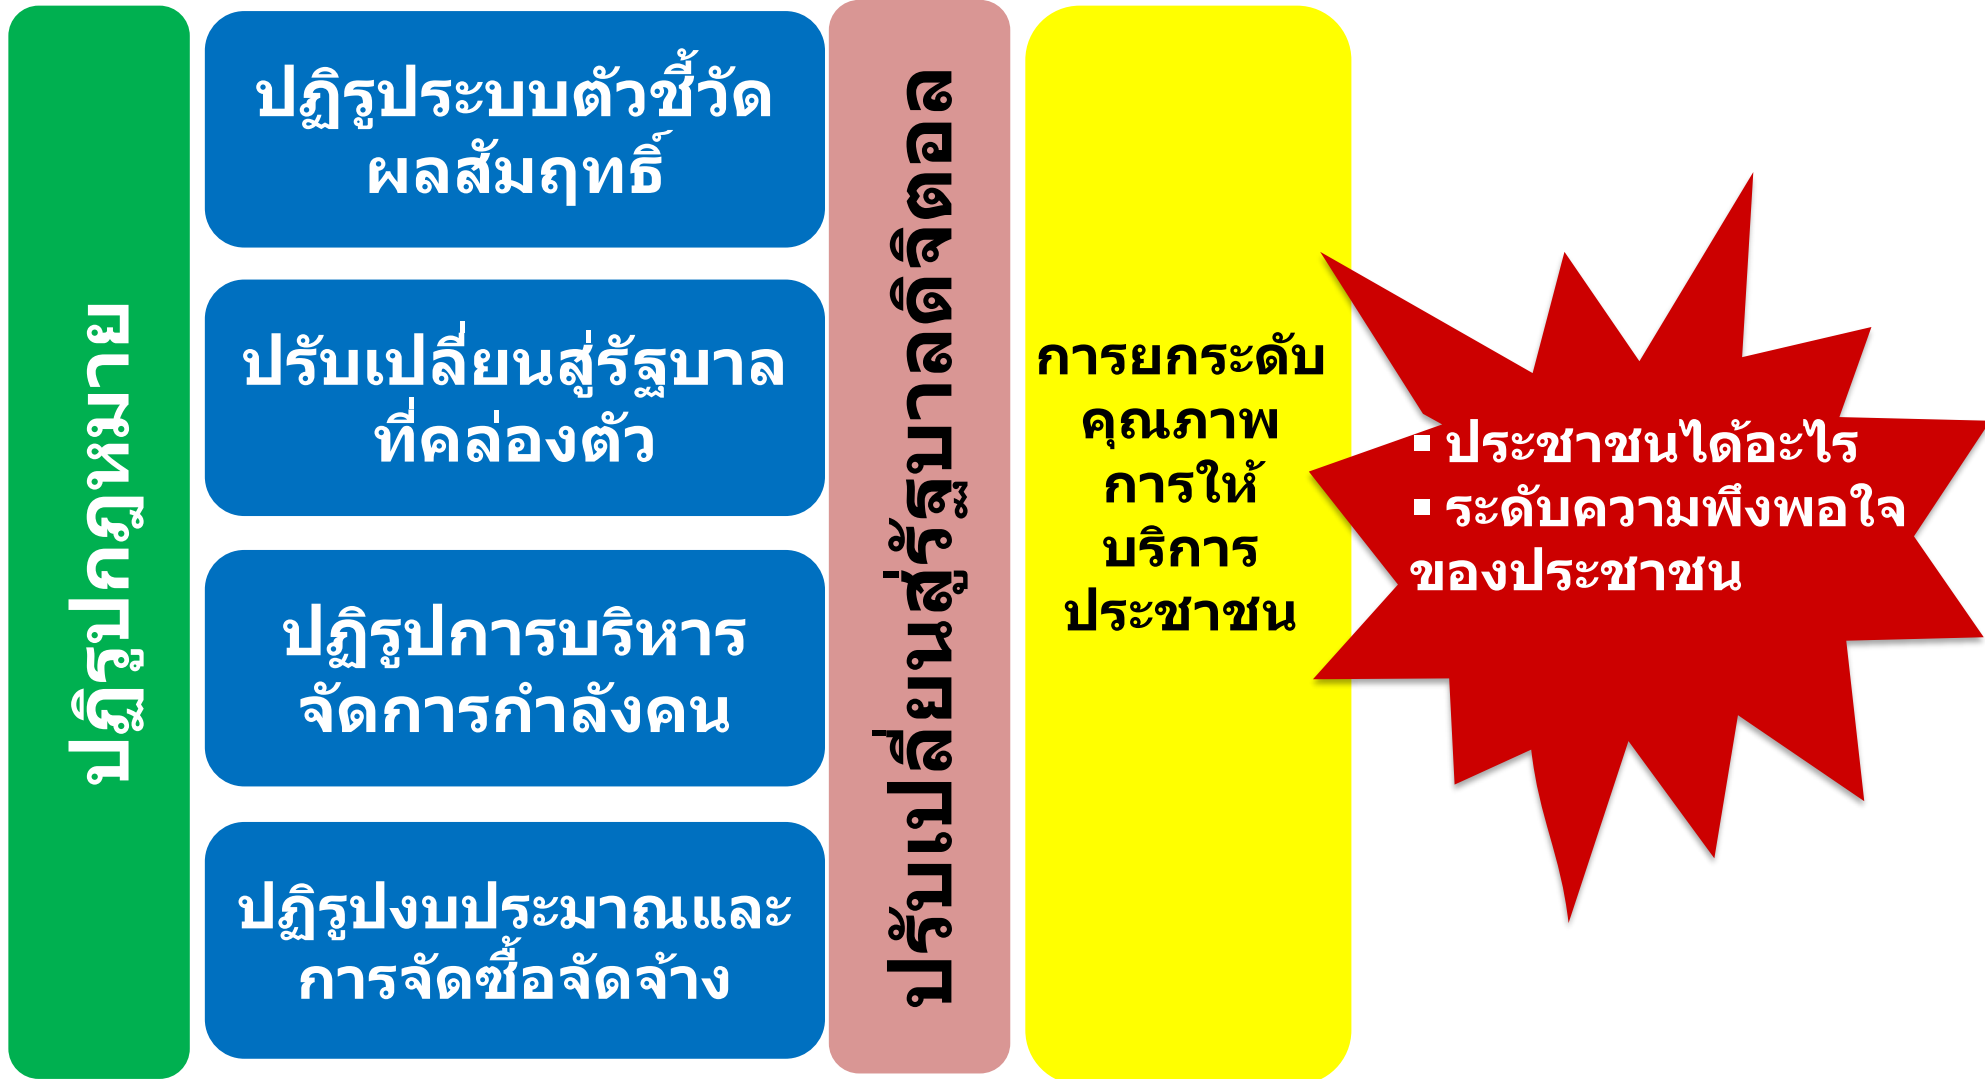 ปฏิรูปกฎหมาย
ปฏิรูประบบตัวชี้วัด
ผลสัมฤทธิ์
ปรับเปลี่ยนสู่รัฐบาล
ที่คล่องตัว
ปฏิรูปการบริหาร
จัดการกำลังคน
ปฏิรูปงบประมาณและ
การจัดซื้อจัดจ้าง
ปรับเปลี่ยนสู่รัฐบาลดิจิตอล
การยกระดับ
คุณภาพ
การให้
บริการ
ประชาชน
▪ ประชาชนได้อะไร
▪ ระดับความพึงพอใจ
ของประชาชน